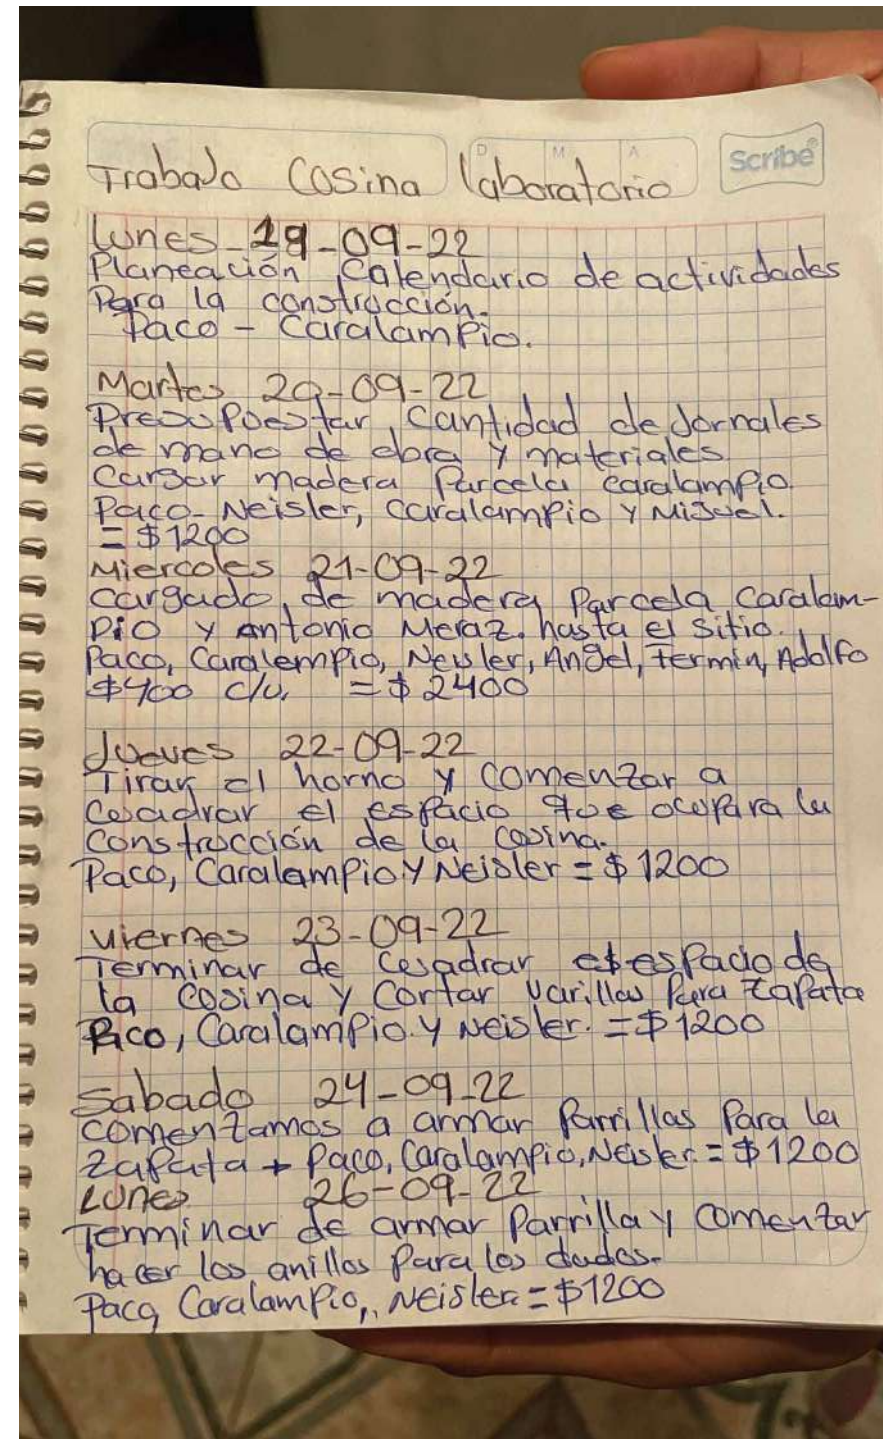 Trabajo Cosina laboratorio
D M A
Scribe
Lunes 19-09-22
Planeación Calendario de actividades
Para la construcción.
Paco - Caralampio.
Martes 20-09-22
Presupuestar cantidad de Jornales
de mano de obra y materiales
Cargar madera Parcela caralampio
Paco- Neisler, caralampio y Miguel.
= $1200
Miercoles 21-09-22
Cargado de madera Parcela Caralam-
Pio y Antonio Meraz, hasta el sitio.
Paco, Caralempio, Neisler, Angel, Fermin, Adolfo
$400 c/u, = $2400
Jueves 22-09-22
Tirar el horno y comenzar a
Cuadrar el espacio que ocupara la
Construcción de la cosina.
Paco, Caralampio y Neisler = $1200
Viernes 23-09-22
Terminar de cuadrar el espacio de
la cosina y Cortar varillas Para zapata
Paco, Caralampio y Neisler. = $1200
Sabado 24-09-22
Comenzamos a armar Parrillas Para la
Zapata + Paco, Caralampio, Neisler = $1200
Lunes 26-09-22
Terminar de armar Parrilla y comenzar
hacer los anillos Para los dados.
Paco, Caralampio, Neisler = $1200